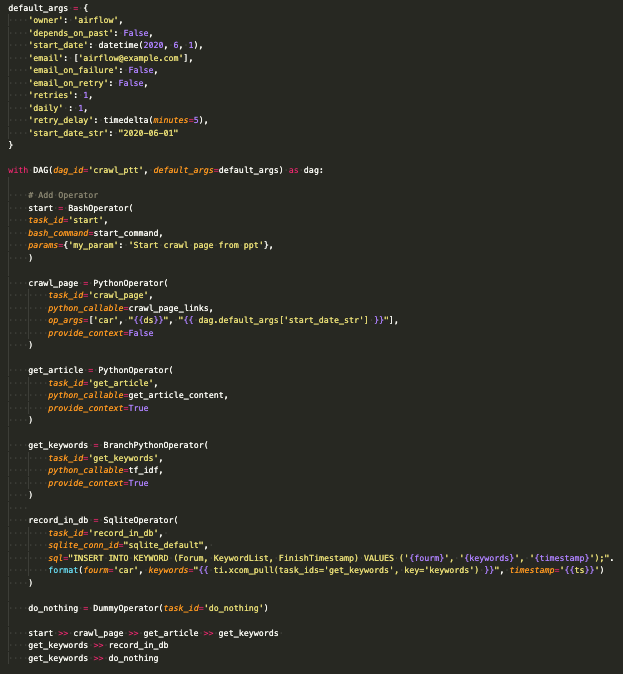 default_args = {
    'owner': 'airflow',
    'depends_on_past': False,
    'start_date': datetime(2020, 6, 1),
    'email': ['airflow@example.com'],
    'email_on_failure': False,
    'email_on_retry': False,
    'retries': 1,
    'daily' : 1,
    'retry_delay': timedelta(minutes=5),
    'start_date_str': "2020-06-01"
}
with DAG(dag_id='crawl_ptt', default_args=default_args) as dag:
    # Add Operator
    start = BashOperator(
    task_id='start',
    bash_command=start_command,
    params={'my_param': 'Start crawl page from ppt'},
    )
    crawl_page = PythonOperator(
        task_id='crawl_page',
        python_callable=crawl_page_links,
        op_args=['car', "{{ds}}", "{{ dag.default_args['start_date_str'] }}"],
        provide_context=False
    )
    get_article = PythonOperator(
        task_id='get_article',
        python_callable=get_article_content,
        provide_context=True
    )
    get_keywords = BranchPythonOperator(
        task_id='get_keywords',
        python_callable=tf_idf,
        provide_context=True
    )
    record_in_db = SqliteOperator(
        task_id='record_in_db',
        sqlite_conn_id="sqlite_default",
        sql="INSERT INTO KEYWORD (Forum, KeywordList, FinishTimestamp) VALUES ('{fourm}', '{keywords}', '{timestamp}');".
        format(fourm='car', keywords="{{ ti.xcom_pull(task_ids='get_keywords', key='keywords') }}", timestamp='{{ts}}')
    )
    do_nothing = DummyOperator(task_id='do_nothing')
    start >> crawl_page >> get_article >> get_keywords
    get_keywords >> record_in_db
    get_keywords >> do_nothing